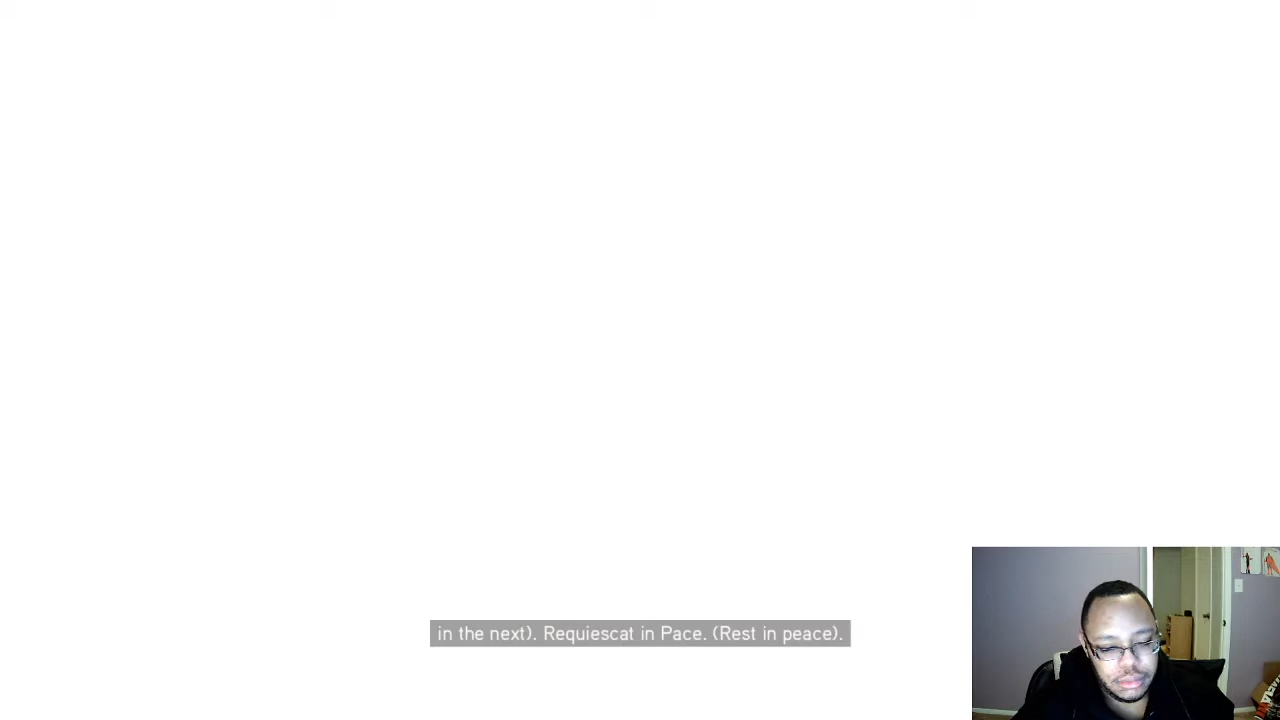 in the next). Requiescat in Pace. (Rest in peace).